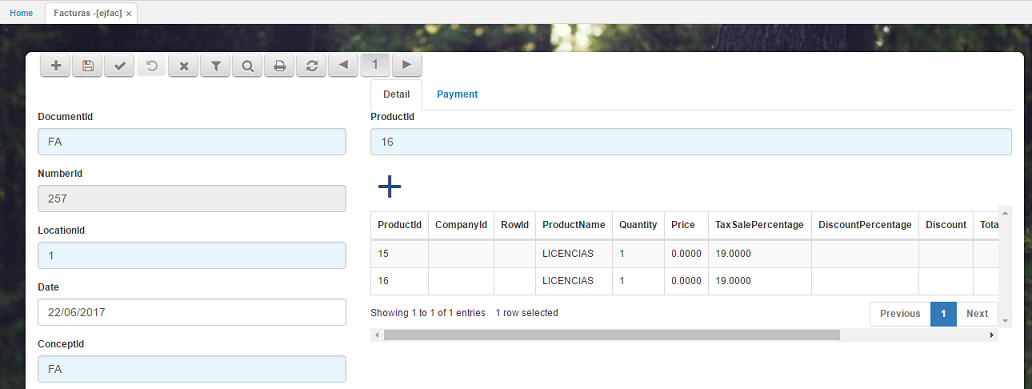 Home
Facturas -[ejfac] ×
1
DocumentId
FA
NumberId
257
LocationId
1
Date
22/06/2017
ConceptId
FA
Detail Payment
ProductId
16
ProductId CompanyId RowId ProductName Quantity Price TaxSalePercentage DiscountPercentage Discount Tota
15 LICENCIAS 1 0.0000 19.0000
16 LICENCIAS 1 0.0000 19.0000
Showing 1 to 1 of 1 entries 1 row selected
Previous 1 Next